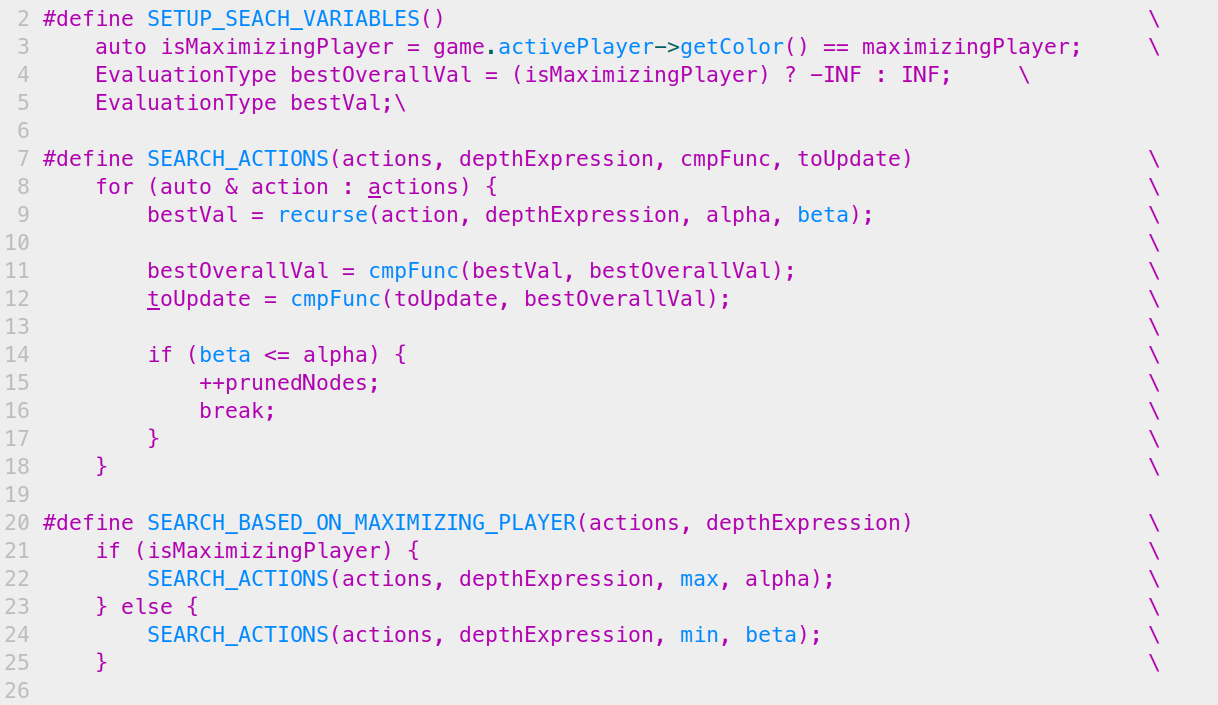 2 #define SETUP_SEACH_VARIABLES() \
3     auto isMaximizingPlayer = game.activePlayer->getColor() == maximizingPlayer; \
4     EvaluationType bestOverallVal = (isMaximizingPlayer) ? -INF : INF; \
5     EvaluationType bestVal;\
6
7 #define SEARCH_ACTIONS(actions, depthExpression, cmpFunc, toUpdate) \
8     for (auto & action : actions) { \
9         bestVal = recurse(action, depthExpression, alpha, beta); \
10 \
11         bestOverallVal = cmpFunc(bestVal, bestOverallVal); \
12         toUpdate = cmpFunc(toUpdate, bestOverallVal); \
13 \
14         if (beta <= alpha) { \
15             ++prunedNodes; \
16             break; \
17         } \
18     } \
19
20 #define SEARCH_BASED_ON_MAXIMIZING_PLAYER(actions, depthExpression) \
21     if (isMaximizingPlayer) { \
22         SEARCH_ACTIONS(actions, depthExpression, max, alpha); \
23     } else { \
24         SEARCH_ACTIONS(actions, depthExpression, min, beta); \
25     } \
26